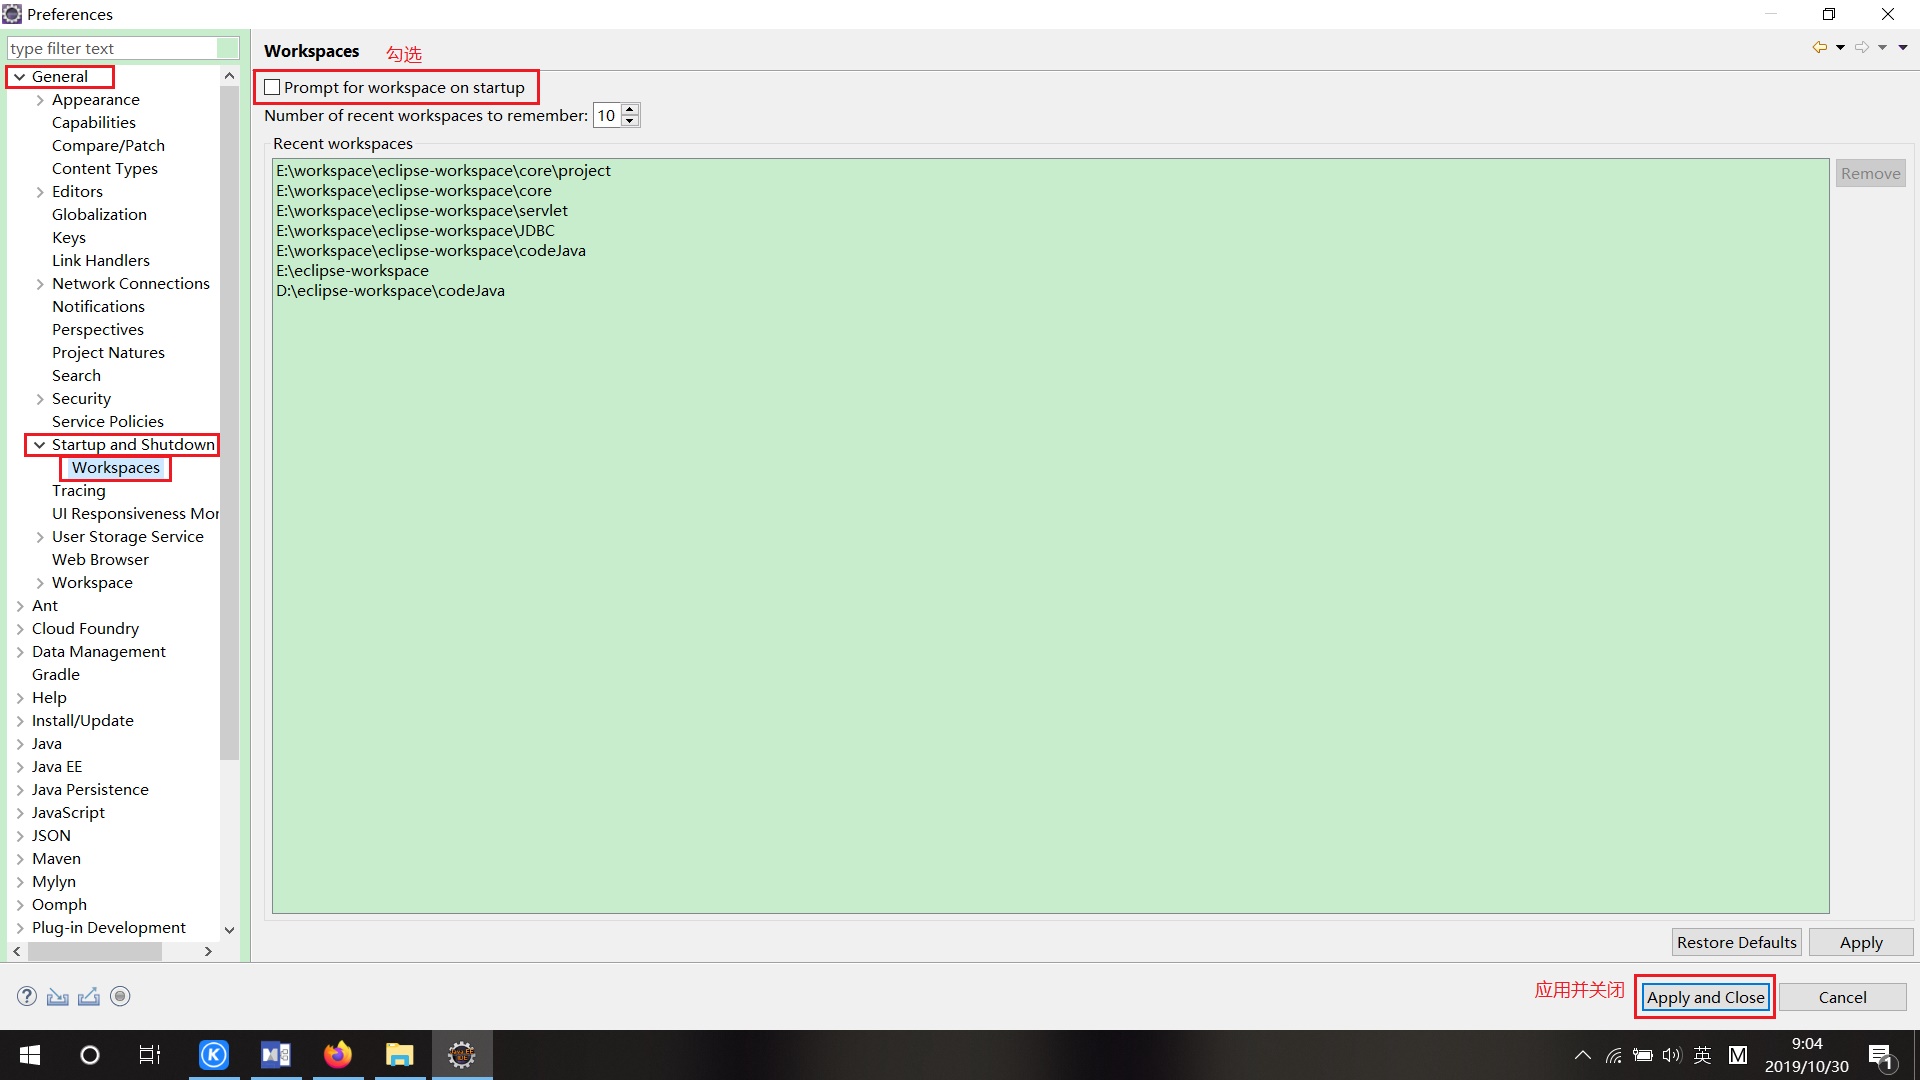 Preferences
type filter text
General
Appearance
Capabilities
Compare/Patch
Content Types
Editors
Globalization
Keys
Link Handlers
Network Connections
Notifications
Perspectives
Project Natures
Search
Security
Service Policies
Startup and Shutdown
Workspaces
Tracing
UI Responsiveness Mor
User Storage Service
Web Browser
Workspace
Ant
Cloud Foundry
Data Management
Gradle
Help
Install/Update
Java
Java EE
Java Persistence
JavaScript
JSON
Maven
Mylyn
Oomph
Plug-in Development
Workspaces 勾选
Prompt for workspace on startup
Number of recent workspaces to remember: 10
Recent workspaces
E:\workspace\eclipse-workspace\core\project
E:\workspace\eclipse-workspace\core
E:\workspace\eclipse-workspace\servlet
E:\workspace\eclipse-workspace\JDBC
E:\workspace\eclipse-workspace\codeJava
E:\eclipse-workspace
D:\eclipse-workspace\codeJava
Remove
Restore Defaults Apply
应用并关闭 Apply and Close Cancel
英 M 9:04
2019/10/30
1